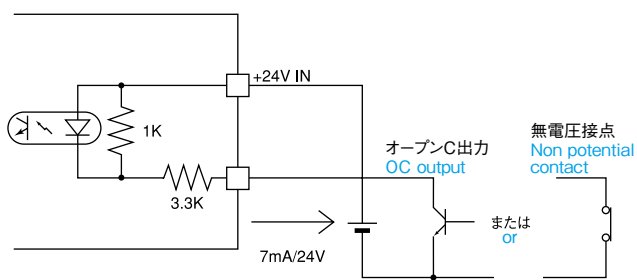 +24V IN
1K
3.3K
7mA/24V
オープンC出力
OC output
または
or
無電圧接点
Non potential
contact